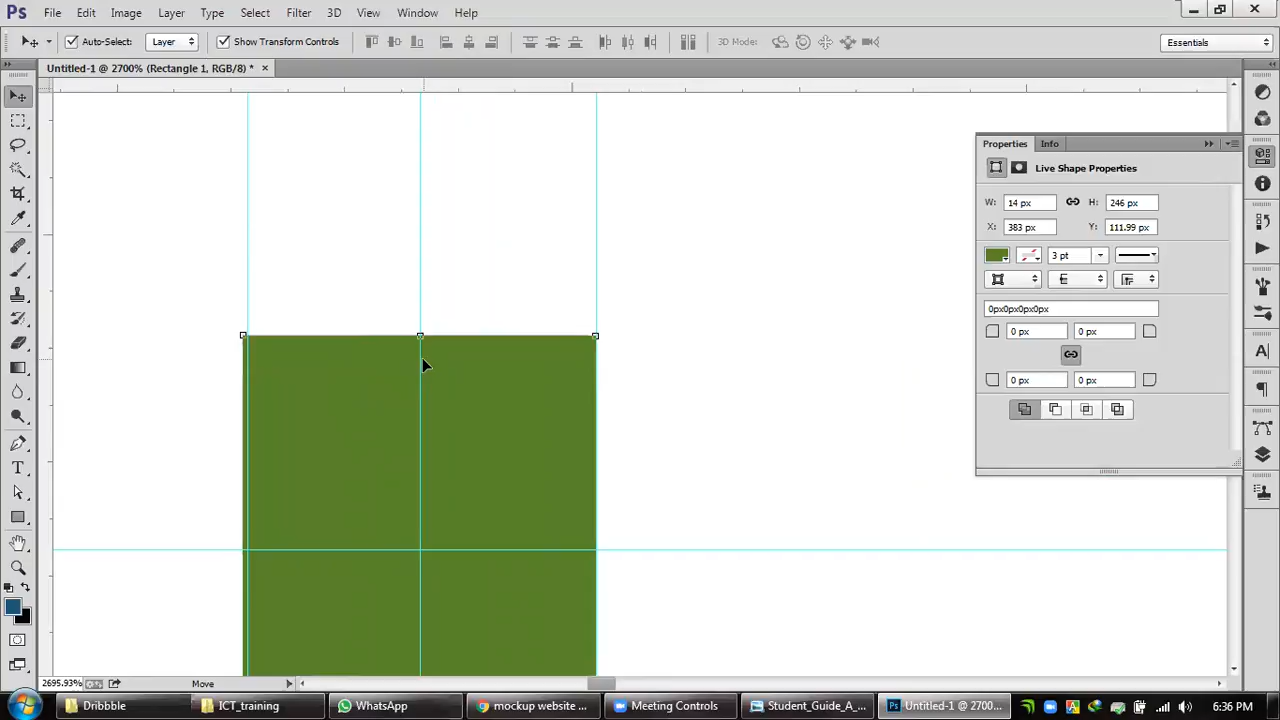 Ps File Edit Image Layer Type Select Filter 3D View Window Help
Auto-Select: Layer Show Transform Controls 3D Mode: Essentials
Untitled-1 @ 2700% (Rectangle 1, RGB/8) * ×
Properties Info
Live Shape Properties
W: 14 px H: 246 px
X: 383 px Y: 111.99 px
3 pt
0px0px0px0px
0 px 0 px
0 px 0 px
2695.93% Move
Dribbble ICT_training WhatsApp mockup website ... Meeting Controls Student_Guide_A_... Ps Untitled-1 @ 2700... 6:36 PM